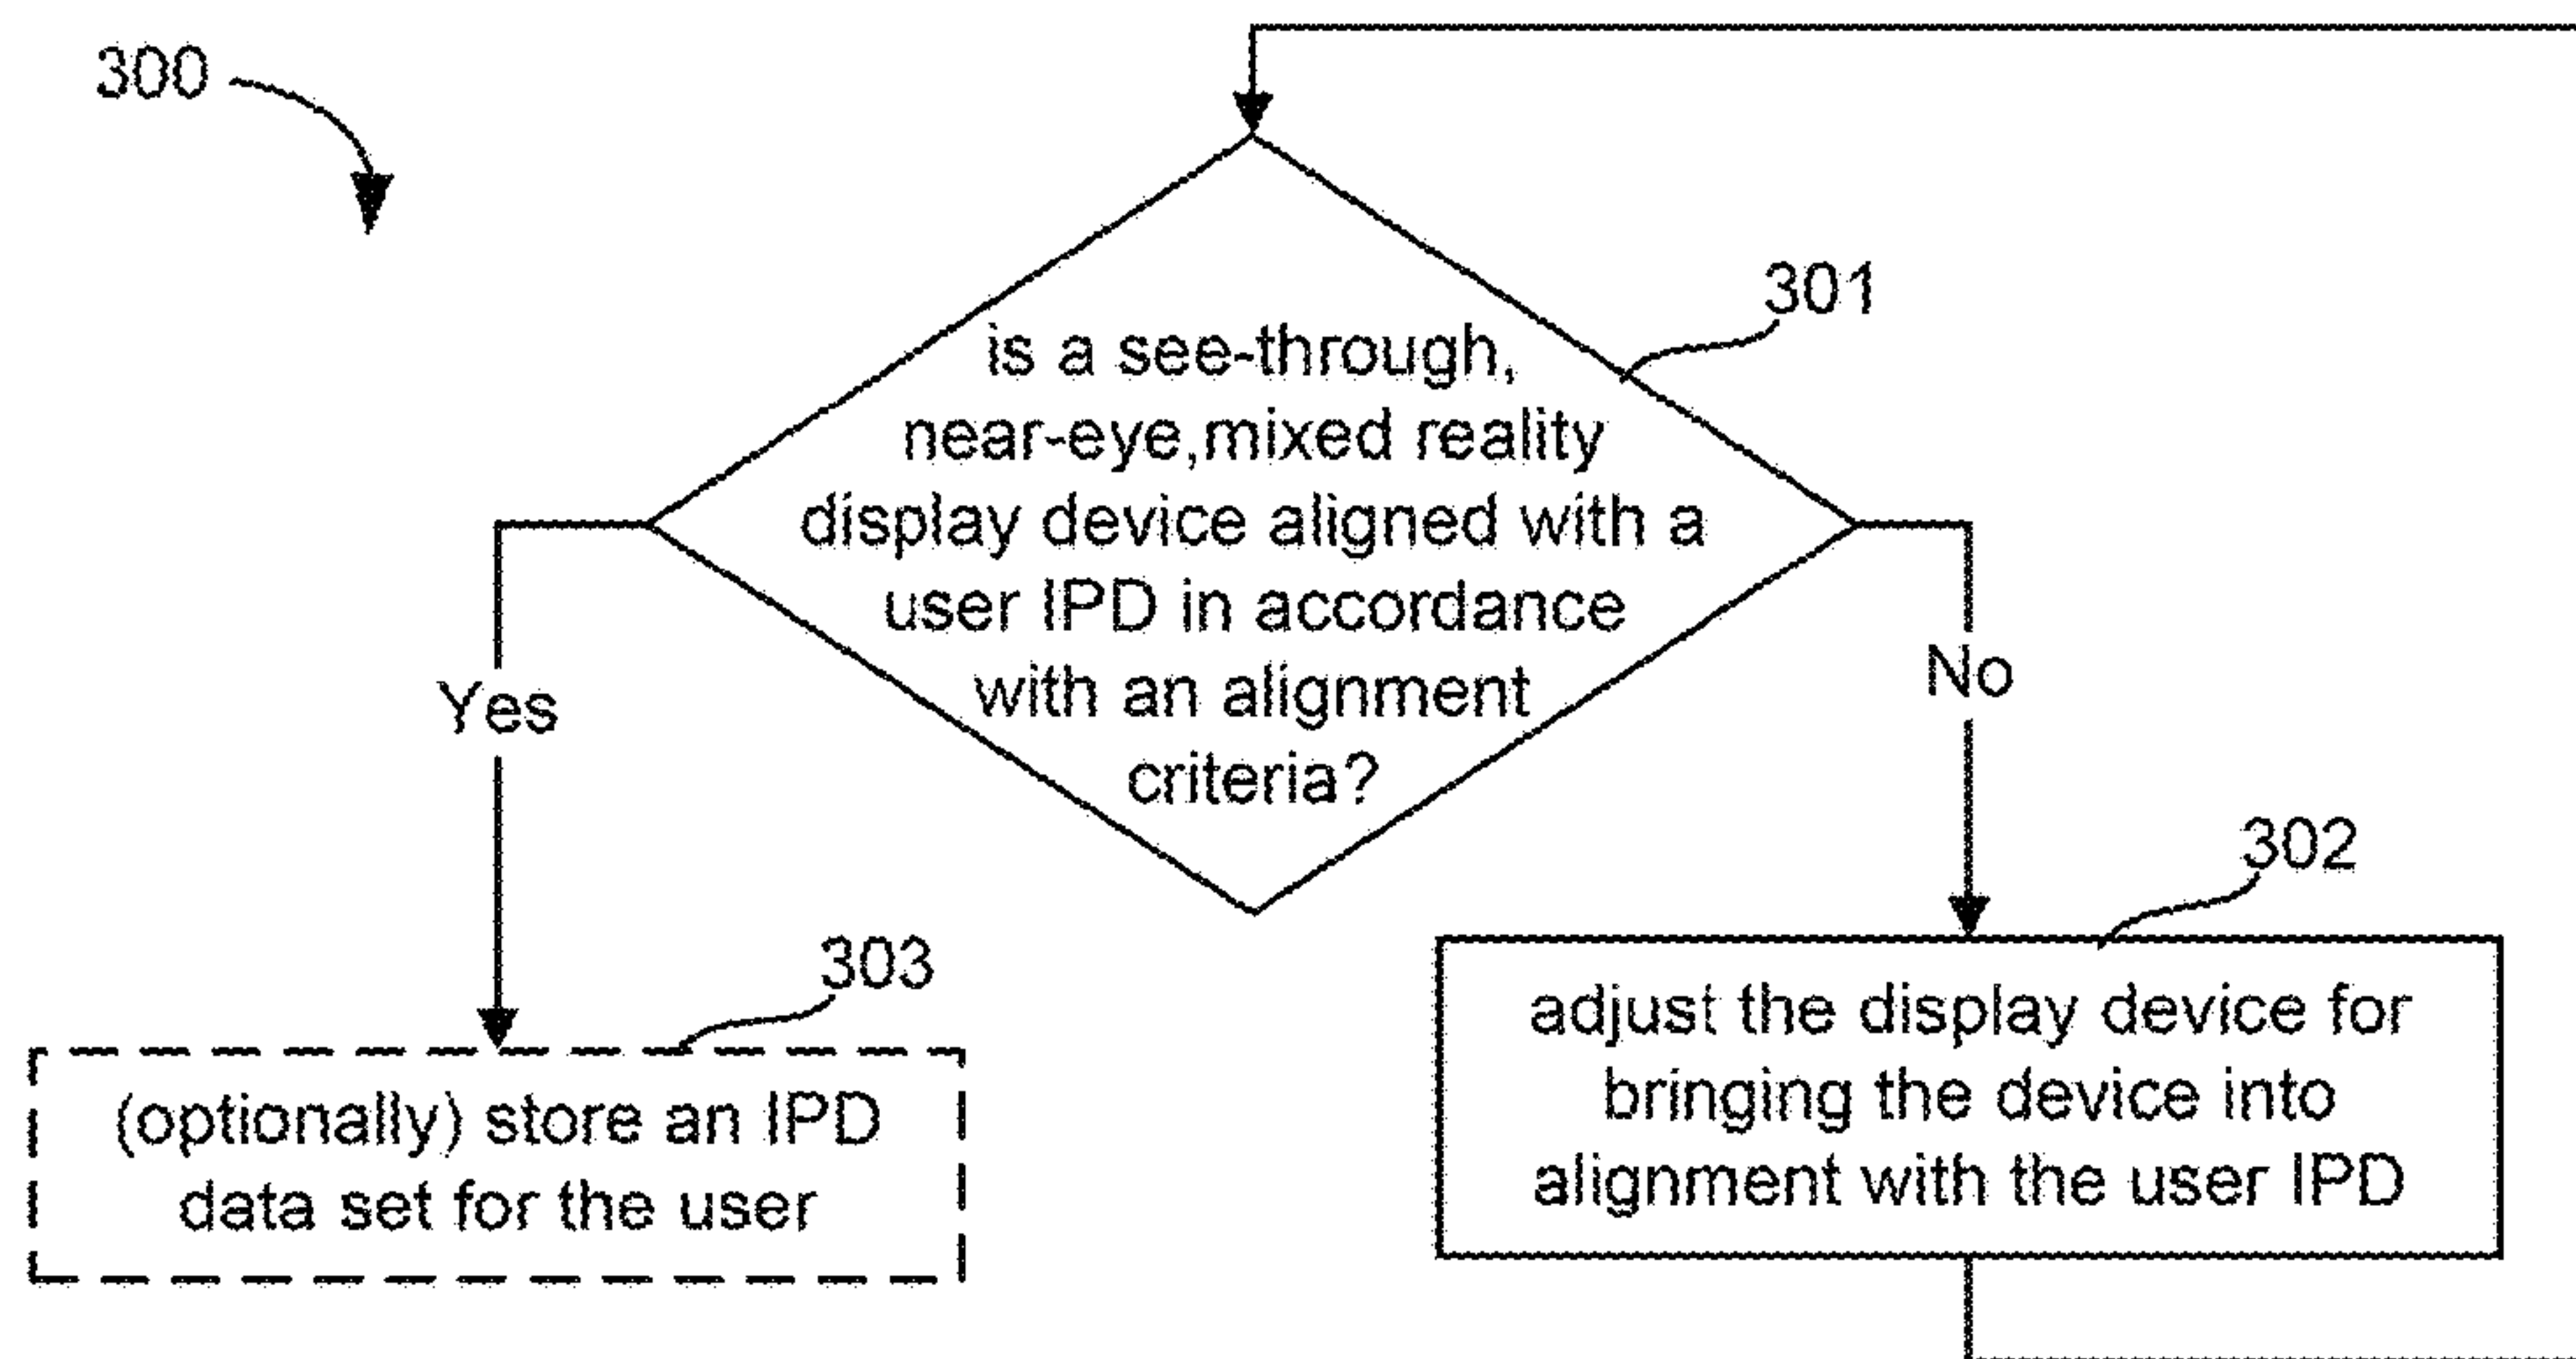 300
301
is a see-through,
near-eye,mixed reality
display device aligned with a
user IPD in accordance
with an alignment
criteria?
Yes
No
302
303
adjust the display device for
bringing the device into
alignment with the user IPD
(optionally) store an IPD
data set for the user